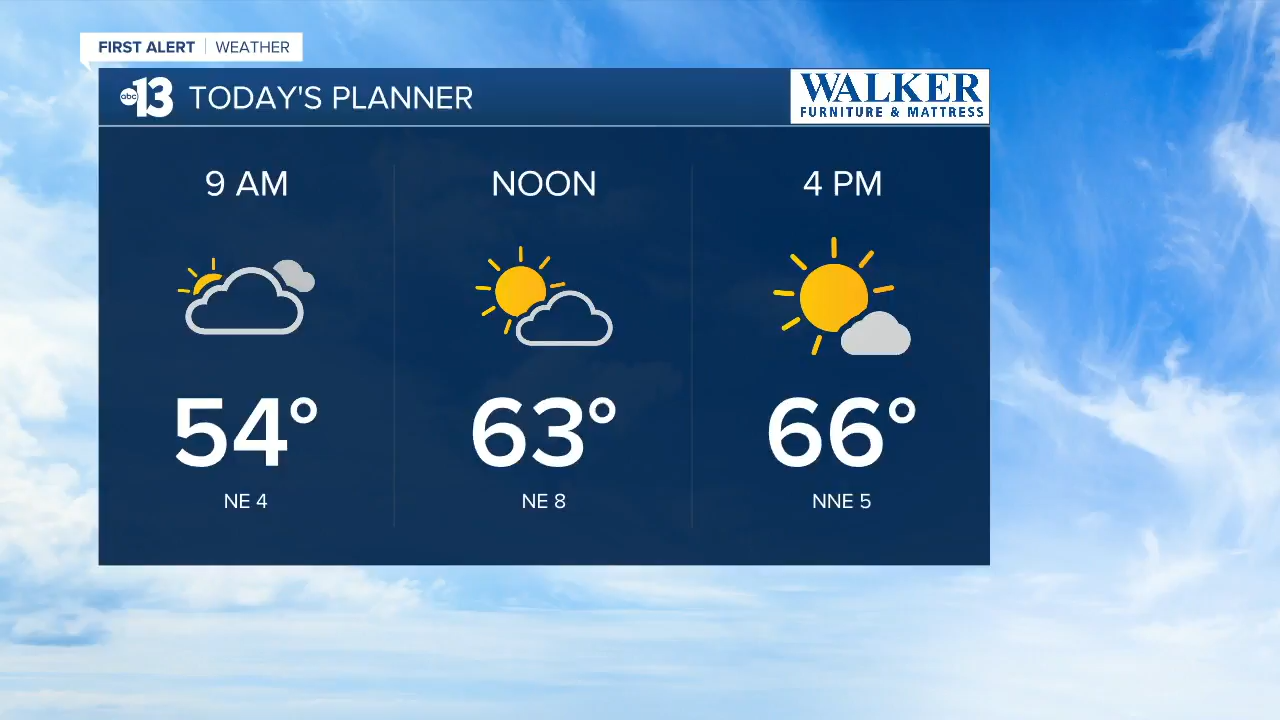 FIRST ALERT | WEATHER
abc 13 TODAY'S PLANNER
WALKER
FURNITURE & MATTRESS
9 AM
NOON
4 PM
54°
63°
66°
NE 4
NE 8
NNE 5